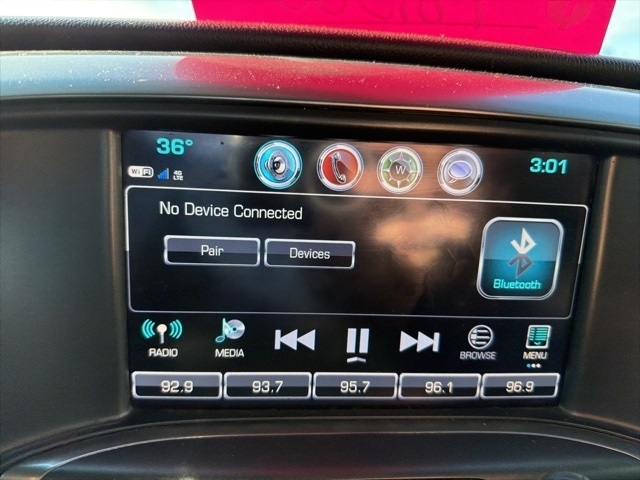 36° 3:01
WiFi 4G LTE W
No Device Connected
Pair Devices
Bluetooth
RADIO MEDIA BROWSE MENU
92.9 93.7 95.7 96.1 96.9